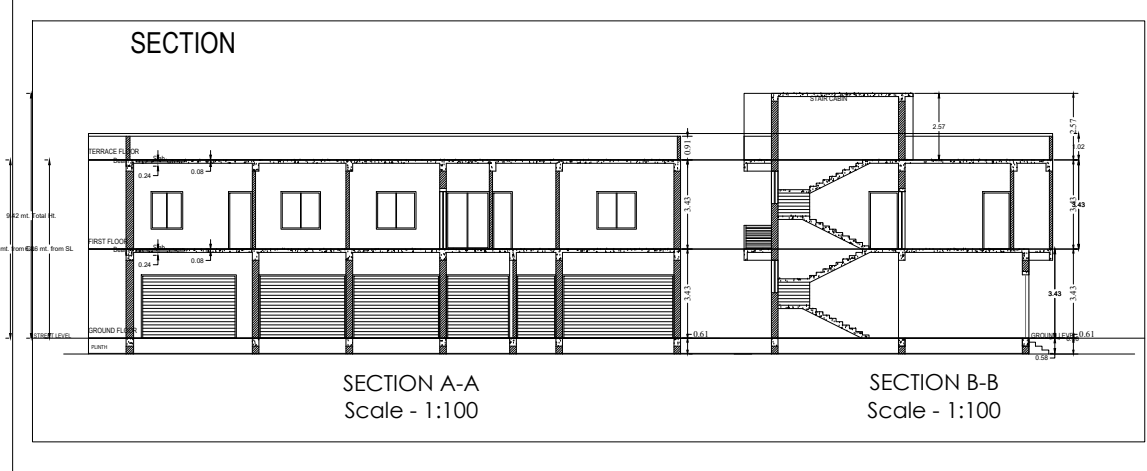 SECTION
STAIR CABIN
2.57
2.57
1.02
0.91
TERRACE FLOOR
0.24
0.08
3.43
3.43
9.42 mt. Total Ht.
mt. from SL
FIRST FLOOR
0.24
0.08
3.43
3.43
3.43
STREET LEVEL
GROUND FLOOR
0.61
GROUND LEVEL
0.61
PLINTH
0.58
SECTION A-A
Scale - 1:100
SECTION B-B
Scale - 1:100